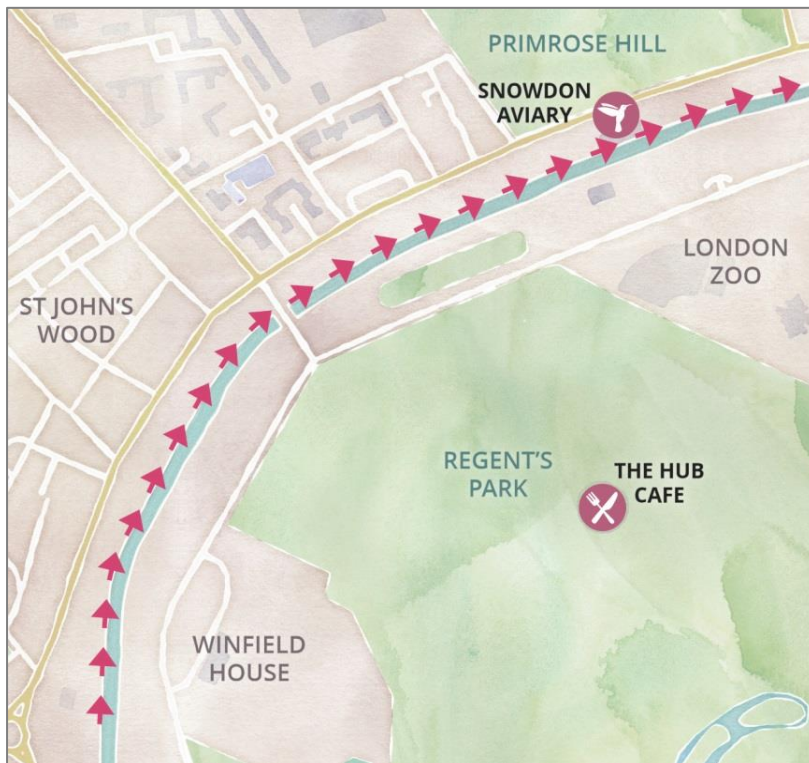 PRIMROSE HILL
SNOWDON
AVIARY
LONDON
ZOO
ST JOHN'S
WOOD
REGENT'S
PARK
THE HUB
CAFE
WINFIELD
HOUSE